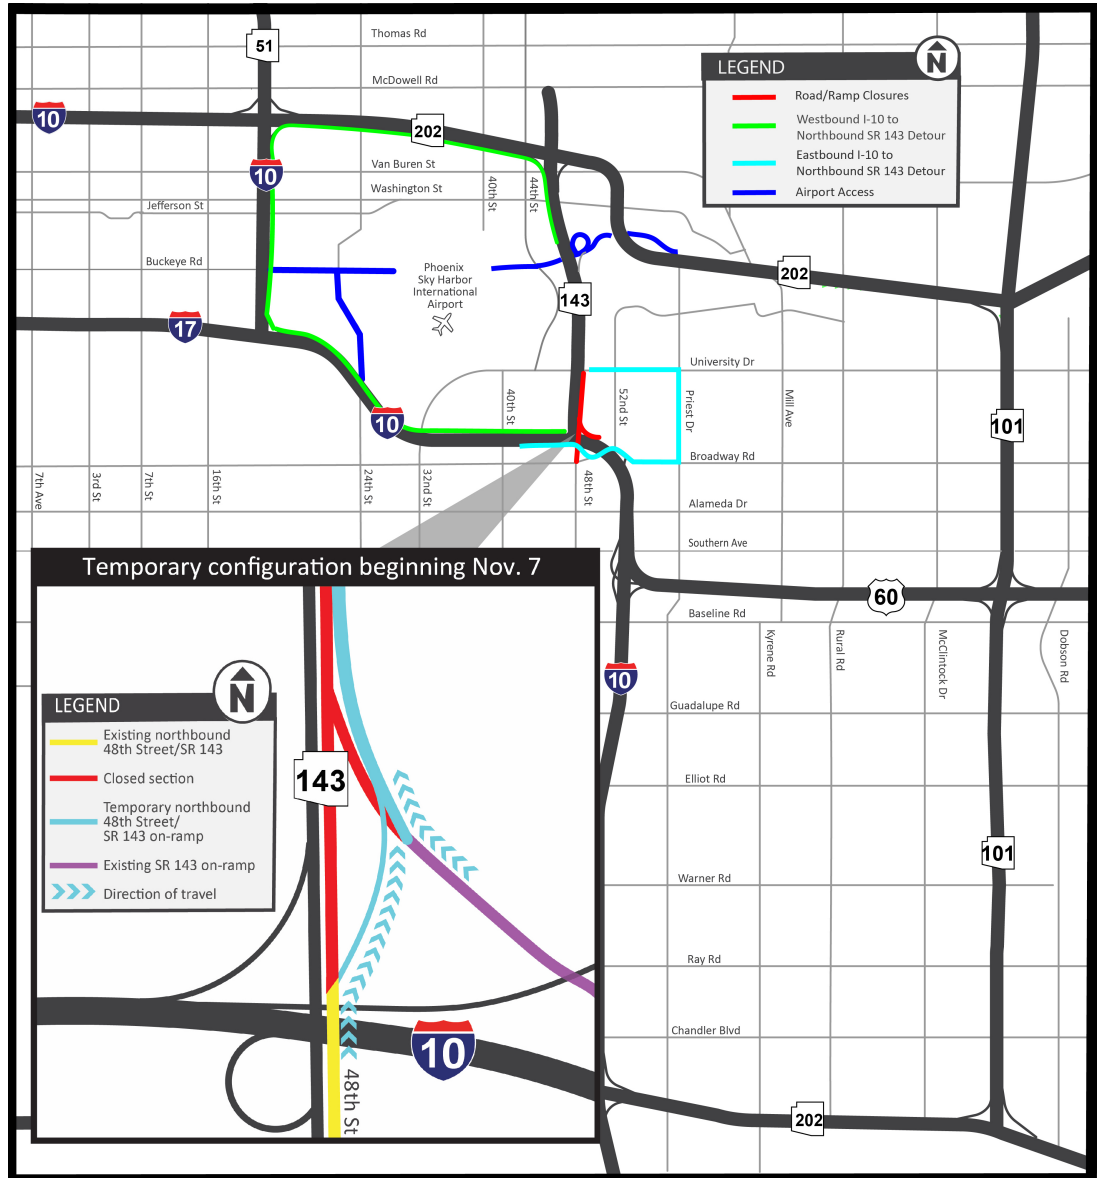 Thomas Rd
51
McDowell Rd
N
LEGEND
Road/Ramp Closures
Westbound I-10 to
Northbound SR 143 Detour
Eastbound I-10 to
Northbound SR 143 Detour
Airport Access
10
202
10
Van Buren St
Washington St
40th St
44th St
Jefferson St
Buckeye Rd
Phoenix
Sky Harbor
International
Airport
202
143
17
University Dr
10
40th St
52nd St
Priest Dr
Mill Ave
101
Broadway Rd
7th Ave
3rd St
7th St
16th St
24th St
32nd St
48th St
Alameda Dr
Southern Ave
60
Baseline Rd
Kyrene Rd
Rural Rd
McClintock Dr
Dobson Rd
10
Guadalupe Rd
Elliot Rd
101
Warner Rd
Ray Rd
Chandler Blvd
202
Temporary configuration beginning Nov. 7
N
LEGEND
Existing northbound
48th Street/SR 143
Closed section
Temporary northbound
48th Street/
SR 143 on-ramp
Existing SR 143 on-ramp
Direction of travel
143
10
48th St